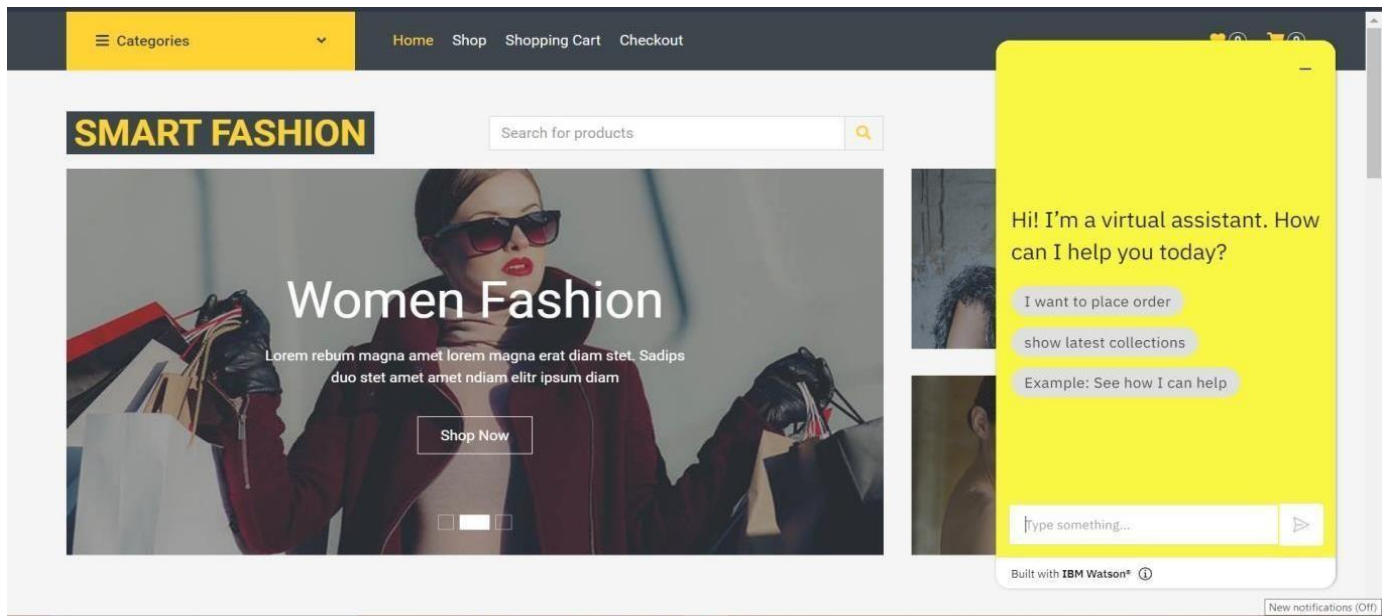 Categories
Home Shop Shopping Cart Checkout
SMART FASHION
Search for products
Women Fashion
Lorem rebum magna amet lorem magna erat diam stet. Sadips
duo stet amet amet ndiam elitr ipsum diam
Shop Now
Hi! I'm a virtual assistant. How
can I help you today?
I want to place order
show latest collections
Example: See how I can help
Type something...
Built with IBM Watson®
New notifications (Off)